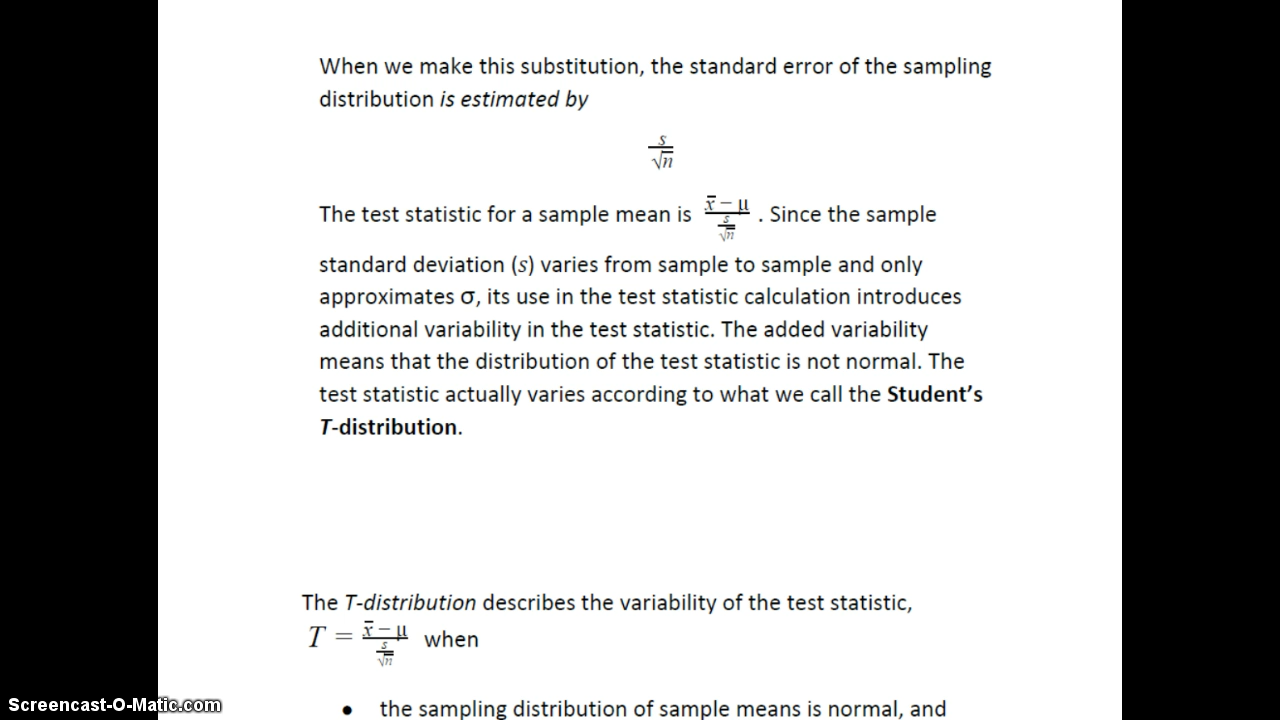 When we make this substitution, the standard error of the sampling
distribution is estimated by
s/√n
The test statistic for a sample mean is (x̄ − μ)/(s/√n) . Since the sample
standard deviation (s) varies from sample to sample and only
approximates σ, its use in the test statistic calculation introduces
additional variability in the test statistic. The added variability
means that the distribution of the test statistic is not normal. The
test statistic actually varies according to what we call the Student’s
T-distribution.
The T-distribution describes the variability of the test statistic,
T = (x̄ − μ)/(s/√n) when
• the sampling distribution of sample means is normal, and
Screencast-O-Matic.com